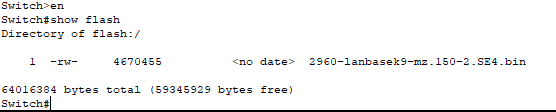 Switch>en
Switch#show flash
Directory of flash:/
1 -rw- 4670455 <no date> 2960-lanbasek9-mz.150-2.SE4.bin
64016384 bytes total (59345929 bytes free)
Switch#